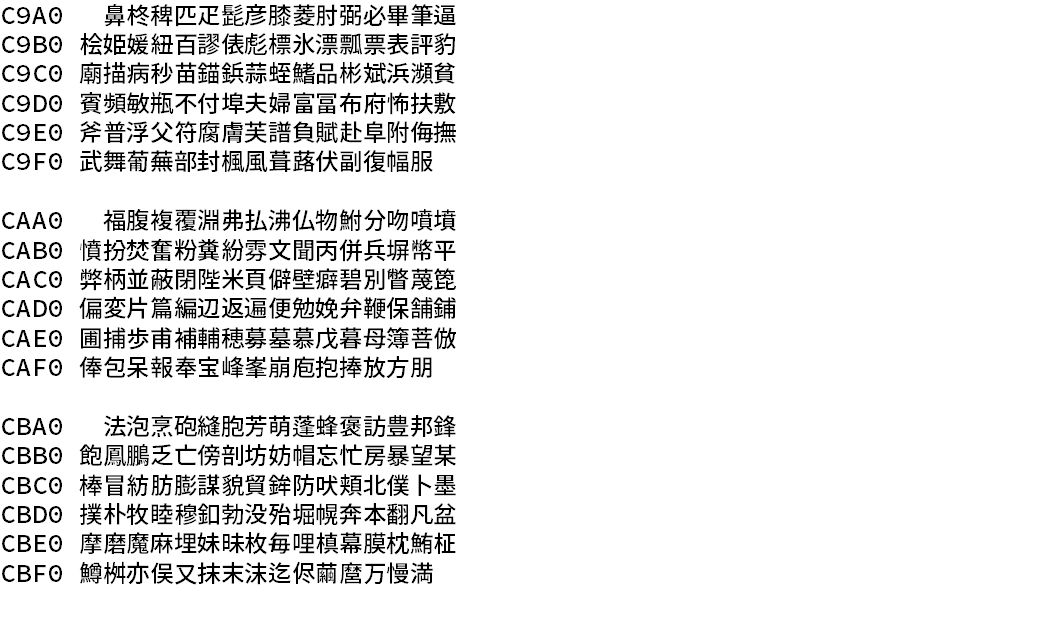 C9A0 鼻柊稗匹疋髭彦膝菱肘弼必畢筆逼
C9B0 桧姫媛紐百謬俵彪標氷漂瓢票表評豹
C9C0 廟描病秒苗錨鋲蒜蛭鰭品彬斌浜瀕貧
C9D0 賓頻敏瓶不付埠夫婦富冨布府怖扶敷
C9E0 斧普浮父符腐膚芙譜負賦赴阜附侮撫
C9F0 武舞葡蕪部封楓風葺蕗伏副復幅服
CAA0 福腹複覆淵弗払沸仏物鮒分吻噴墳
CAB0 憤扮焚奮粉糞紛雰文聞丙併兵塀幣平
CAC0 弊柄並蔽閉陛米頁僻壁癖碧別瞥蔑箆
CAD0 偏変片篇編辺返遍便勉娩弁鞭保舗鋪
CAE0 圃捕歩甫補輔穂募墓慕戊暮母簿菩倣
CAF0 俸包呆報奉宝峰峯崩庖抱捧放方朋
CBA0 法泡烹砲縫胞芳萌蓬蜂褒訪豊邦鋒
CBB0 飽鳳鵬乏亡傍剖坊妨帽忘忙房暴望某
CBC0 棒冒紡肪膨謀貌貿鉾防吠頬北僕卜墨
CBD0 撲朴牧睦穆釦勃没殆堀幌奔本翻凡盆
CBE0 摩磨魔麻埋妹昧枚毎哩槙幕膜枕鮪柾
CBF0 鱒桝亦俣又抹末沫迄侭繭麿万慢満